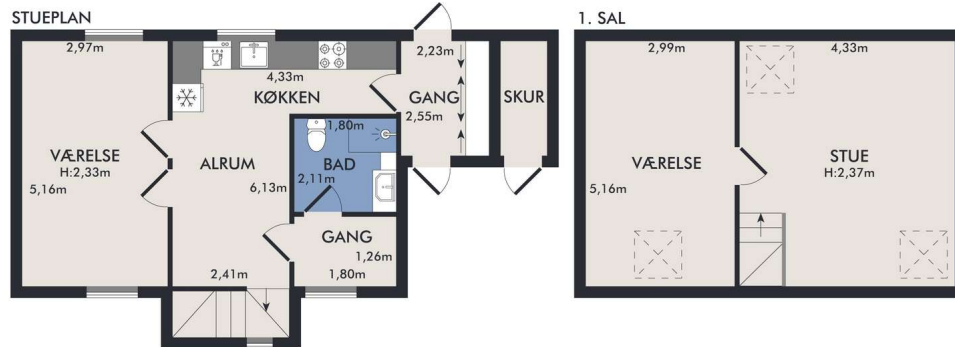 STUEPLAN
2,97m
VÆRELSE
H:2,33m
5,16m
4,33m
KØKKEN
ALRUM
6,13m
2,41m
1,80m
BAD
2,11m
GANG
1,26m
1,80m
2,23m
GANG
2,55m
SKUR
1. SAL
2,99m
VÆRELSE
5,16m
4,33m
STUE
H:2,37m